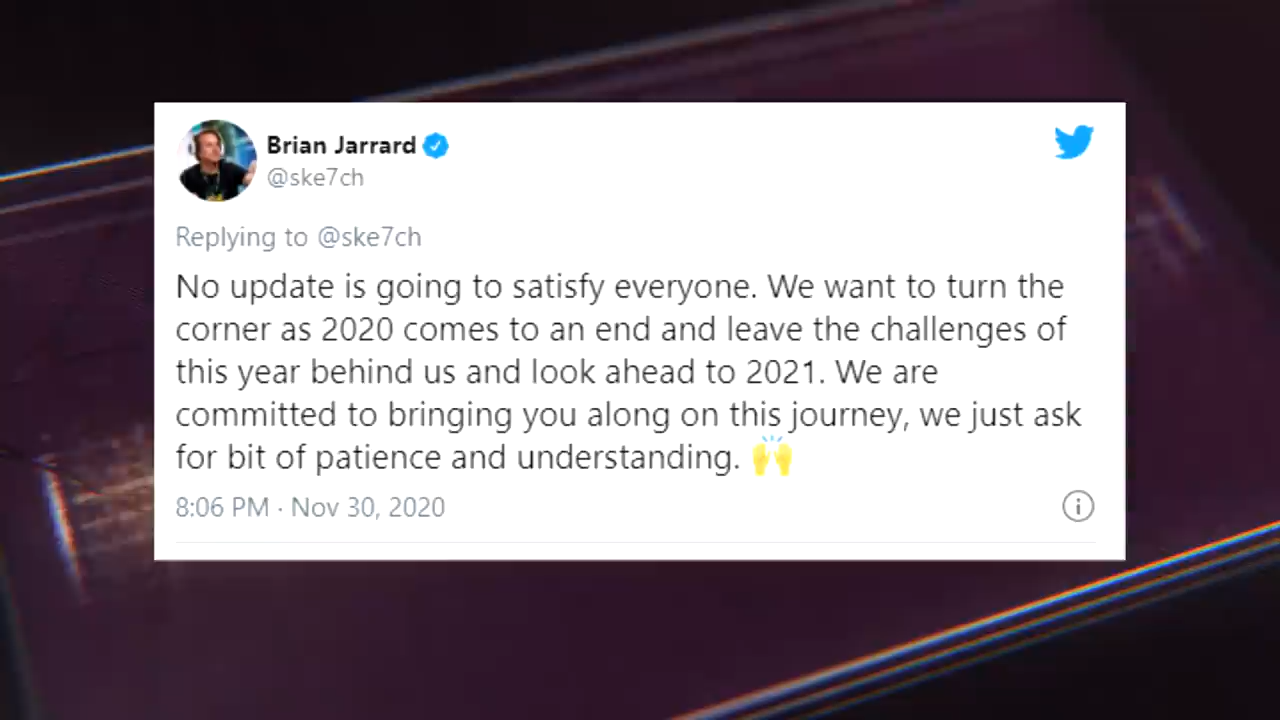 Brian Jarrard
@ske7ch
Replying to @ske7ch
No update is going to satisfy everyone. We want to turn the
corner as 2020 comes to an end and leave the challenges of
this year behind us and look ahead to 2021. We are
committed to bringing you along on this journey, we just ask
for bit of patience and understanding. 🙌
8:06 PM · Nov 30, 2020